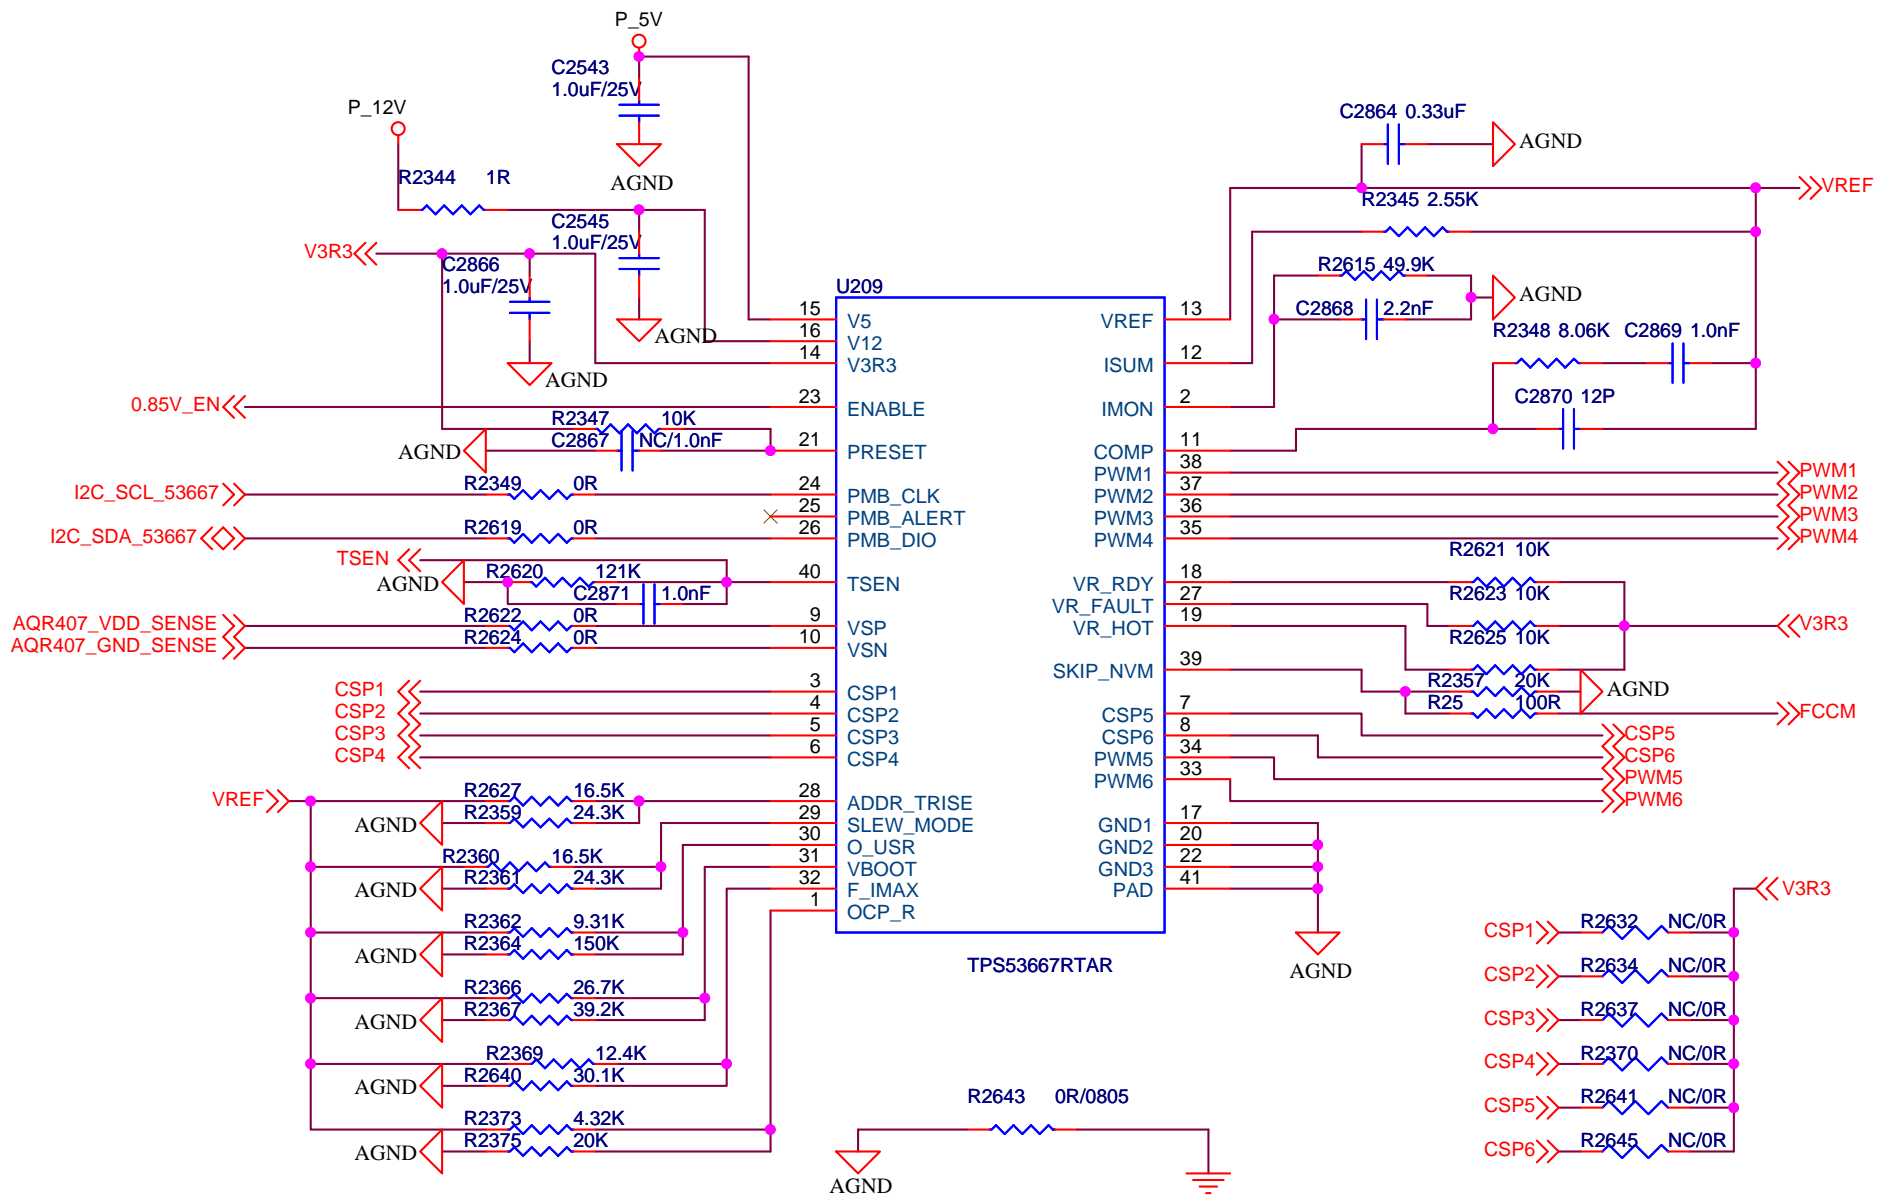 P_5V
C2543
1.0uF/25V
AGND
P_12V
R2344 1R
C2545
1.0uF/25V
AGND
V3R3
C2866
1.0uF/25V
AGND
C2864 0.33uF
AGND
VREF
R2345 2.55K
R2615 49.9K
AGND
C2868 2.2nF
R2348 8.06K
C2869 1.0nF
C2870 12P
U209
15 V5
16 V12
14 V3R3
0.85V_EN
23 ENABLE
R2347 10K
AGND
C2867 NC/1.0nF
21 PRESET
I2C_SCL_53667
R2349 0R
24 PMB_CLK
25 PMB_ALERT
I2C_SDA_53667
R2619 0R
26 PMB_DIO
TSEN
AGND
R2620 121K
C2871 1.0nF
40 TSEN
AQR407_VDD_SENSE
R2622 0R
9 VSP
AQR407_GND_SENSE
R2624 0R
10 VSN
CSP1
3 CSP1
CSP2
4 CSP2
CSP3
5 CSP3
CSP4
6 CSP4
VREF
R2627 16.5K
28 ADDR_TRISE
AGND
R2359 24.3K
29 SLEW_MODE
30 O_USR
31 VBOOT
32 F_IMAX
1 OCP_R
R2360 16.5K
AGND
R2361 24.3K
R2362 9.31K
AGND
R2364 150K
R2366 26.7K
AGND
R2367 39.2K
R2369 12.4K
AGND
R2640 30.1K
R2373 4.32K
AGND
R2375 20K
VREF 13
ISUM 12
IMON 2
COMP 11
PWM1 38
PWM1
PWM2 37
PWM2
PWM3 36
PWM3
PWM4 35
PWM4
R2621 10K
VR_RDY 18
R2623 10K
VR_FAULT 27
VR_HOT 19
R2625 10K
V3R3
SKIP_NVM 39
R2357 20K
AGND
R25 100R
FCCM
CSP5 7
CSP5
CSP6 8
CSP6
PWM5 34
PWM5
PWM6 33
PWM6
GND1 17
GND2 20
GND3 22
PAD 41
AGND
TPS53667RTAR
R2643 0R/0805
AGND
V3R3
CSP1
R2632 NC/0R
CSP2
R2634 NC/0R
CSP3
R2637 NC/0R
CSP4
R2370 NC/0R
CSP5
R2641 NC/0R
CSP6
R2645 NC/0R